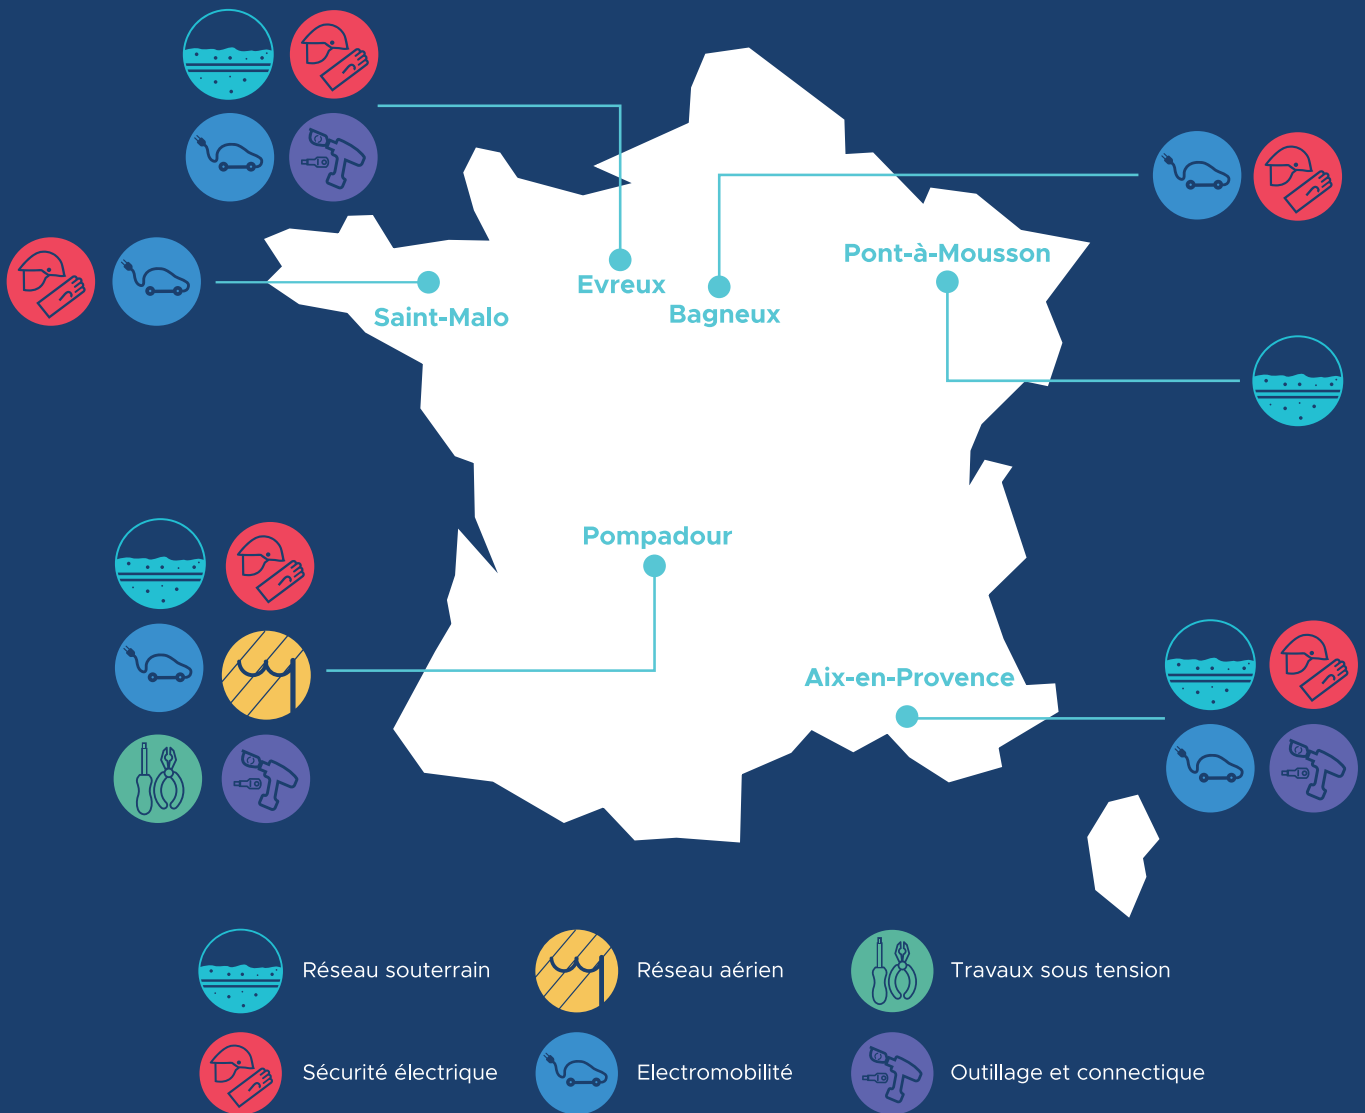 Pont-à-Mousson
Evreux
Saint-Malo
Bagneux
Pompadour
Aix-en-Provence
Réseau souterrain
Réseau aérien
Travaux sous tension
Sécurité électrique
Electromobilité
Outillage et connectique